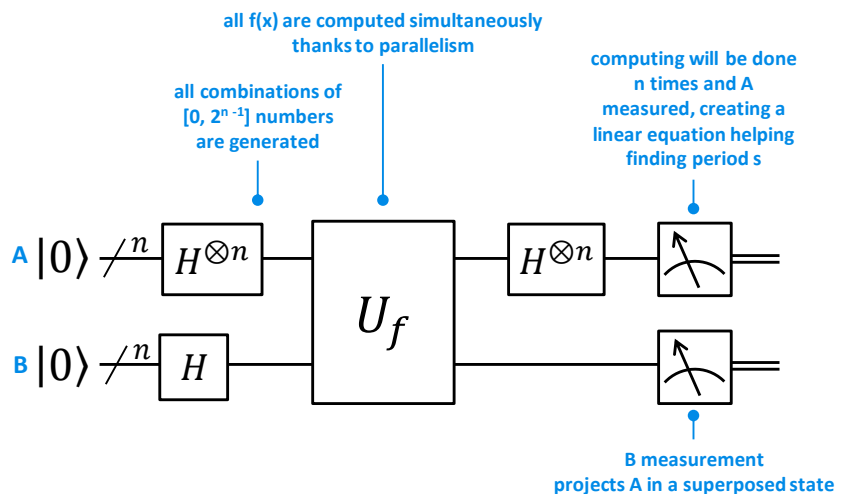 all f(x) are computed simultaneously
thanks to parallelism
all combinations of
[0, 2ⁿ ⁻¹] numbers
are generated
computing will be done
n times and A
measured, creating a
linear equation helping
finding period s
A |0⟩ n H⊗n H⊗n
U_f
B |0⟩ n H
B measurement
projects A in a superposed state